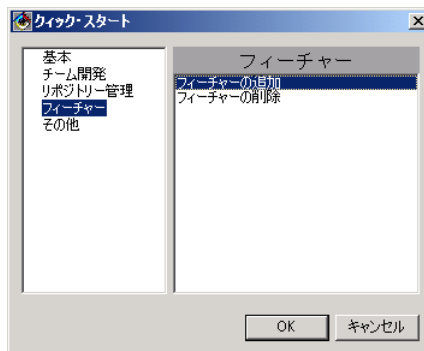 クィック・スタート
基本
チーム開発
リポジトリー管理
フィーチャー
その他
フィーチャー
フィーチャーの追加
フィーチャーの削除
OK
キャンセル